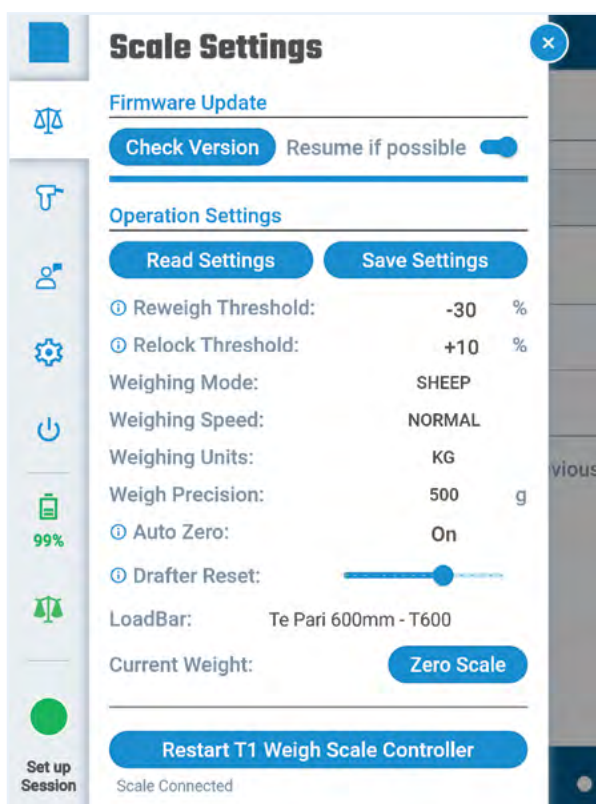 Scale Settings
Firmware Update
Check Version Resume if possible
Operation Settings
Read Settings Save Settings
Reweigh Threshold: -30 %
Relock Threshold: +10 %
Weighing Mode: SHEEP
Weighing Speed: NORMAL
Weighing Units: KG
vious
Weigh Precision: 500 g
Auto Zero: On
99%
Drafter Reset:
LoadBar: Te Pari 600mm - T600
Current Weight: Zero Scale
Restart T1 Weigh Scale Controller
Set up
Session
Scale Connected